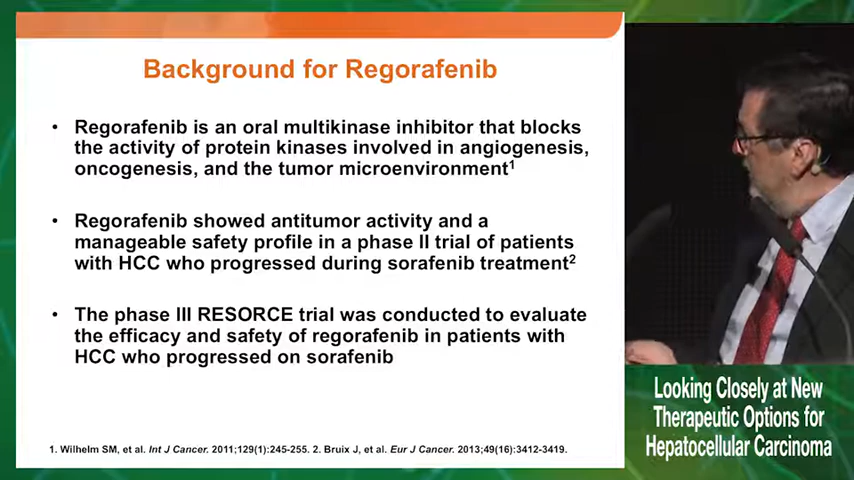 Background for Regorafenib
• Regorafenib is an oral multikinase inhibitor that blocks
the activity of protein kinases involved in angiogenesis,
oncogenesis, and the tumor microenvironment¹
• Regorafenib showed antitumor activity and a
manageable safety profile in a phase II trial of patients
with HCC who progressed during sorafenib treatment²
• The phase III RESORCE trial was conducted to evaluate
the efficacy and safety of regorafenib in patients with
HCC who progressed on sorafenib
1. Wilhelm SM, et al. Int J Cancer. 2011;129(1):245-255. 2. Bruix J, et al. Eur J Cancer. 2013;49(16):3412-3419.
Looking Closely at New
Therapeutic Options for
Hepatocellular Carcinoma